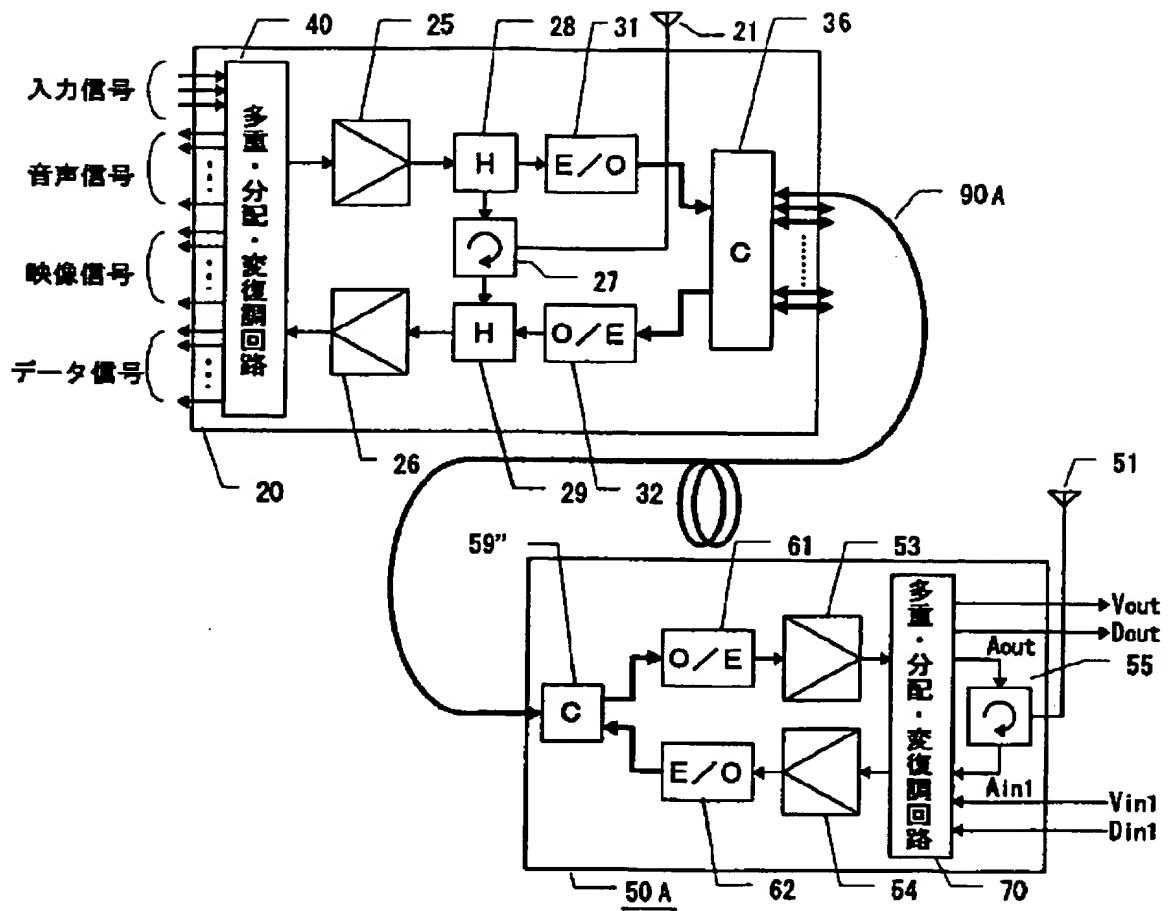 40
25
28
31
21
36
入力信号
音声信号
映像信号
データ信号
多重・分配・変復調回路
H
E/O
C
90A
27
H
O/E
20
26
29
32
51
59”
61
53
O/E
多重・分配・変復調回路
Vout
Dout
Aout
55
C
E/O
Ain1
Vin1
Din1
50A
62
54
70